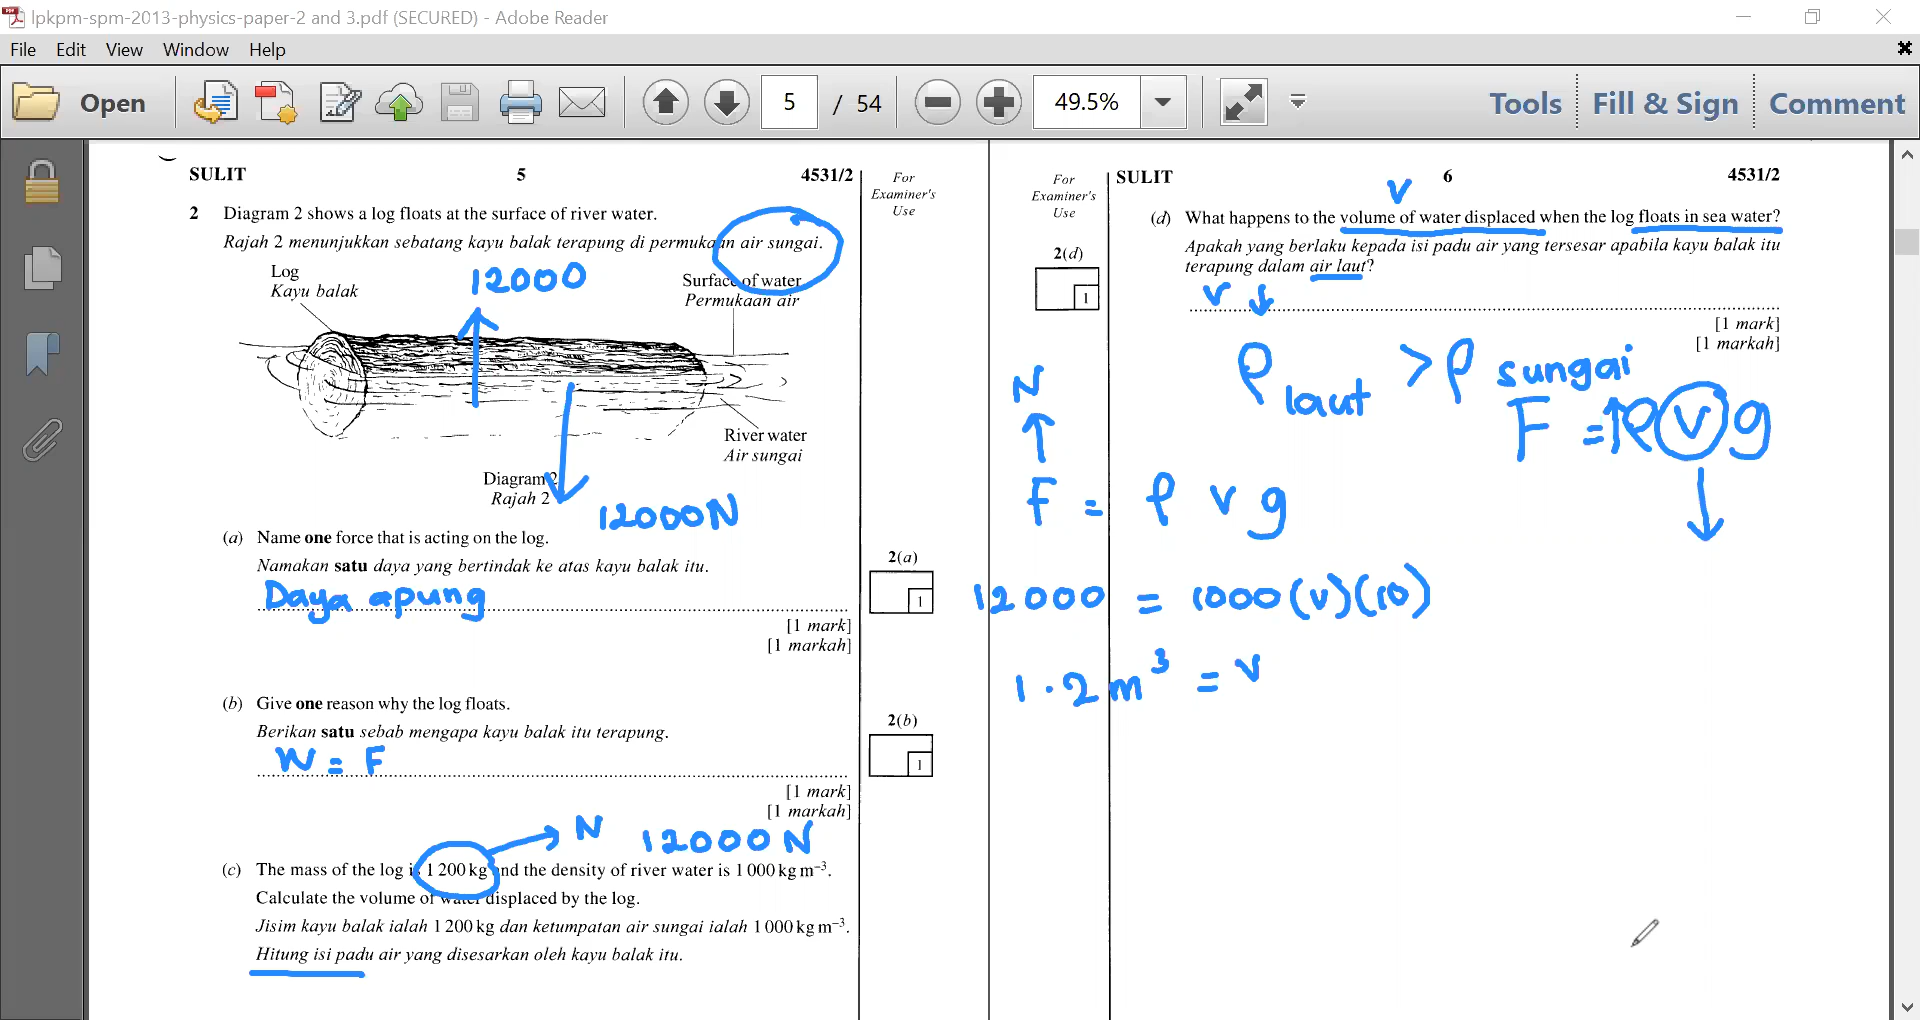 lpkpm-spm-2013-physics-paper-2 and 3.pdf (SECURED) - Adobe Reader
File Edit View Window Help
Open 5 / 54 49.5% Tools Fill & Sign Comment
SULIT 5 4531/2
For
Examiner's
Use
2 Diagram 2 shows a log floats at the surface of river water.
Rajah 2 menunjukkan sebatang kayu balak terapung di permukaan air sungai.
Log
Kayu balak
12000
Surface of water
Permukaan air
River water
Air sungai
Diagram 2
Rajah 2
12000N
(a) Name one force that is acting on the log.
Namakan satu daya yang bertindak ke atas kayu balak itu.
Daya apung
[1 mark]
[1 markah]
2(a)
1
(b) Give one reason why the log floats.
Berikan satu sebab mengapa kayu balak itu terapung.
W = F
[1 mark]
[1 markah]
2(b)
1
N 12000 N
(c) The mass of the log is 1 200 kg and the density of river water is 1 000 kg m⁻³.
Calculate the volume of water displaced by the log.
Jisim kayu balak ialah 1 200 kg dan ketumpatan air sungai ialah 1 000 kg m⁻³.
Hitung isi padu air yang disesarkan oleh kayu balak itu.
For
Examiner's
Use
SULIT 6 4531/2
V
(d) What happens to the volume of water displaced when the log floats in sea water?
Apakah yang berlaku kepada isi padu air yang tersesar apabila kayu balak itu
terapung dalam air laut?
2(d)
1
V ↓
[1 mark]
[1 markah]
ρ laut > ρ sungai
F = ↑ρ V g
↓
N
↑
F = ρ v g
12000 = 1000 (v)(10)
1.2 m³ = v